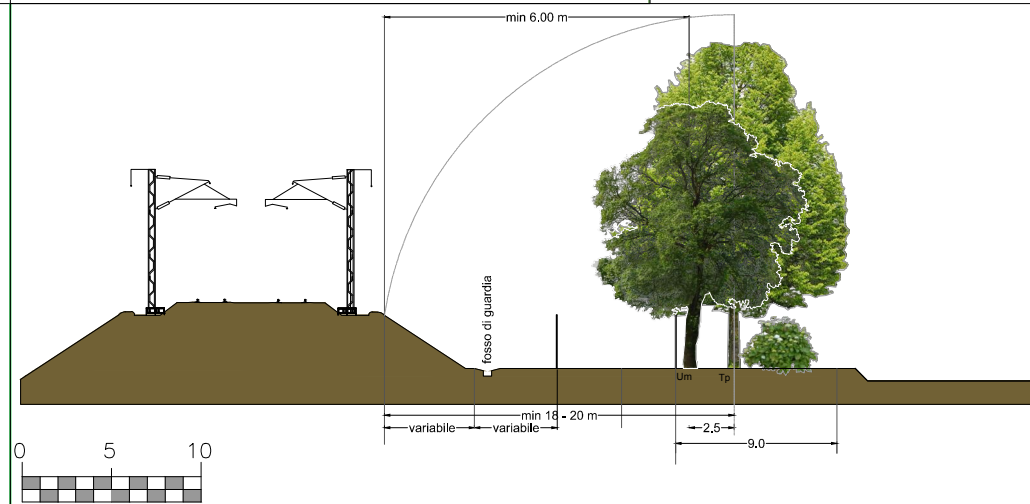 min 6.00 m
fosso di guardia
Um Tp
min 18 - 20 m
variabile variabile 2.5
9.0
0 5 10